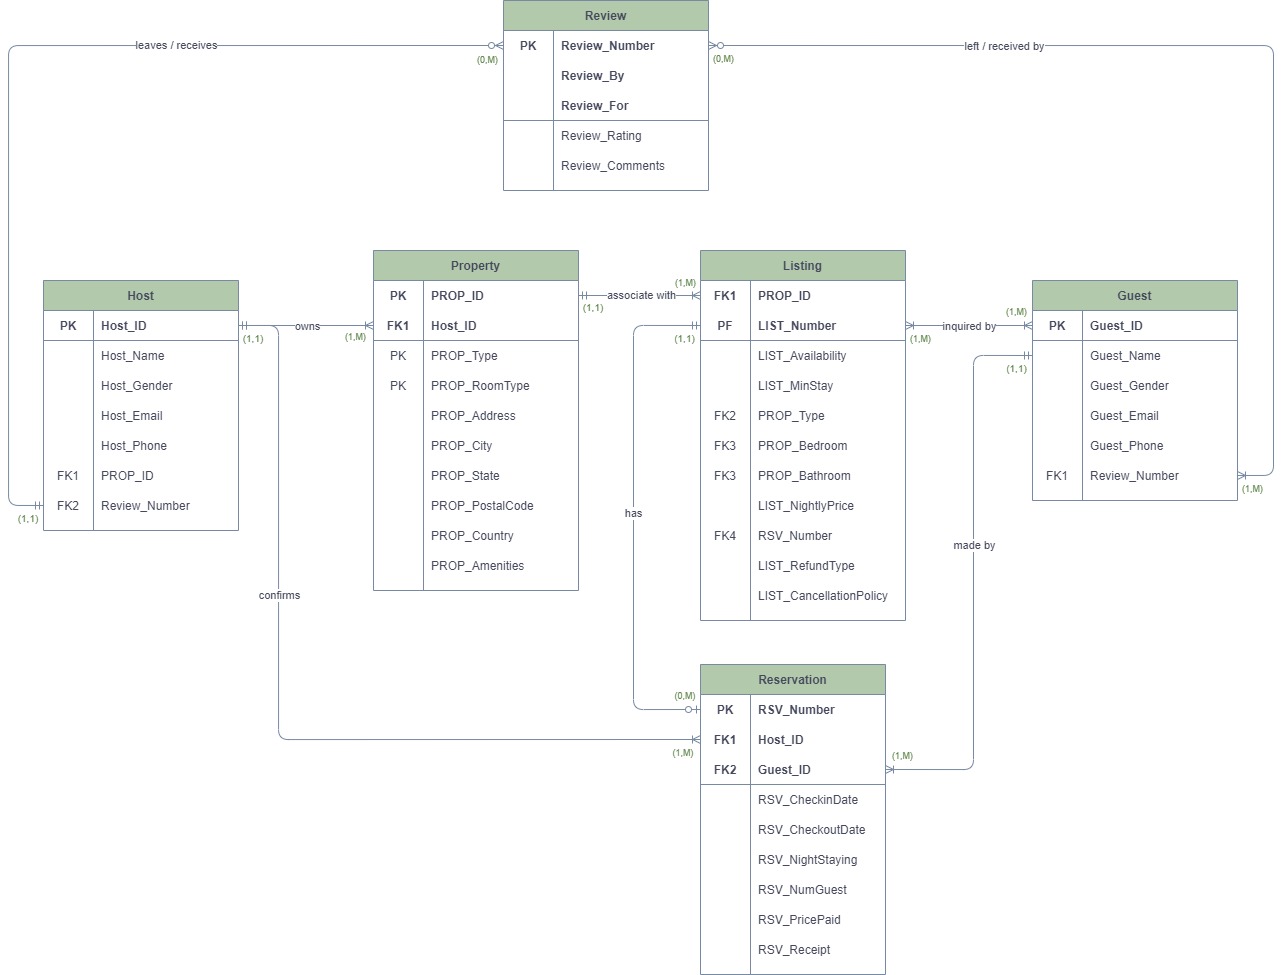 Review
PK Review_Number
Review_By
Review_For
Review_Rating
Review_Comments
leaves / receives
(0,M)
left / received by
(0,M)
Host
PK Host_ID
Host_Name
Host_Gender
Host_Email
Host_Phone
FK1 PROP_ID
FK2 Review_Number
(1,1)
(1,1)
owns
(1,M)
Property
PK PROP_ID
FK1 Host_ID
PK PROP_Type
PK PROP_RoomType
PROP_Address
PROP_City
PROP_State
PROP_PostalCode
PROP_Country
PROP_Amenities
(1,1)
associate with
(1,M)
(1,1)
Listing
FK1 PROP_ID
PF LIST_Number
LIST_Availability
LIST_MinStay
FK2 PROP_Type
FK3 PROP_Bedroom
FK3 PROP_Bathroom
LIST_NightlyPrice
FK4 RSV_Number
LIST_RefundType
LIST_CancellationPolicy
(1,M)
inquired by
(1,M)
(1,1)
Guest
PK Guest_ID
Guest_Name
Guest_Gender
Guest_Email
Guest_Phone
FK1 Review_Number
(1,M)
has
made by
confirms
(0,M)
(1,M)
(1,M)
Reservation
PK RSV_Number
FK1 Host_ID
FK2 Guest_ID
RSV_CheckinDate
RSV_CheckoutDate
RSV_NightStaying
RSV_NumGuest
RSV_PricePaid
RSV_Receipt